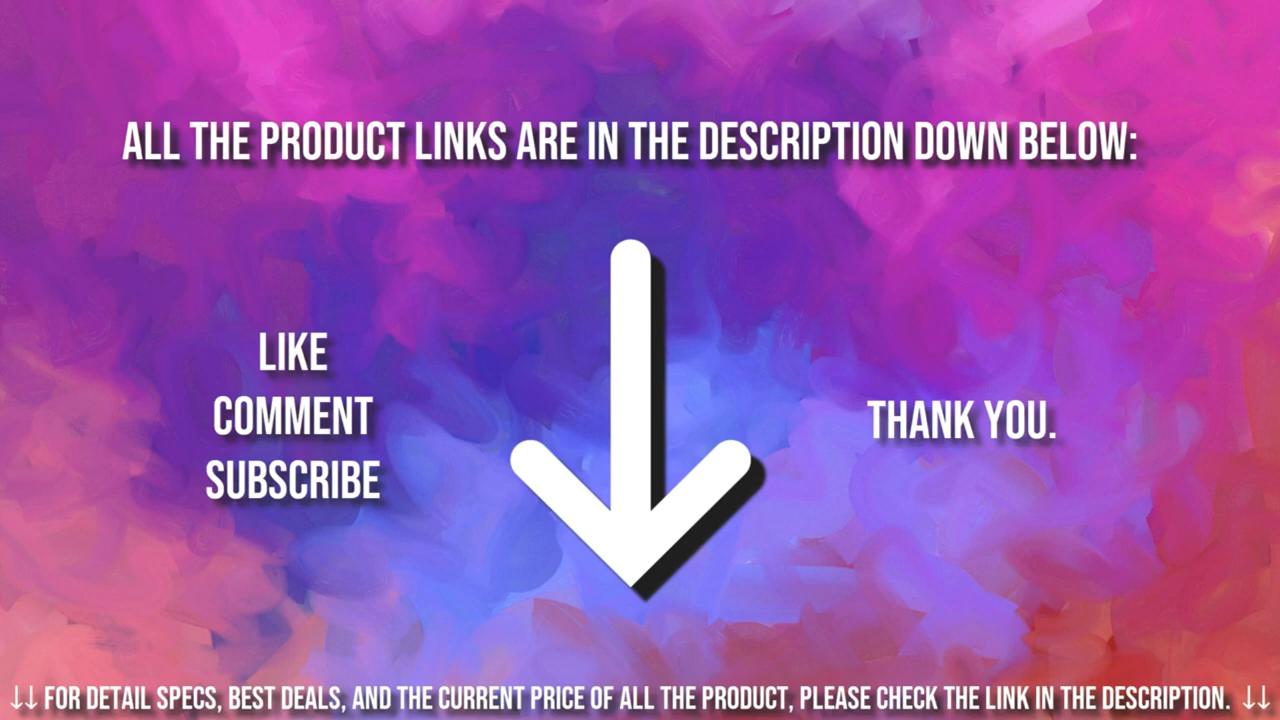 ALL THE PRODUCT LINKS ARE IN THE DESCRIPTION DOWN BELOW:
LIKE
COMMENT
SUBSCRIBE
THANK YOU.
↓↓ FOR DETAIL SPECS, BEST DEALS, AND THE CURRENT PRICE OF ALL THE PRODUCT, PLEASE CHECK THE LINK IN THE DESCRIPTION. ↓↓